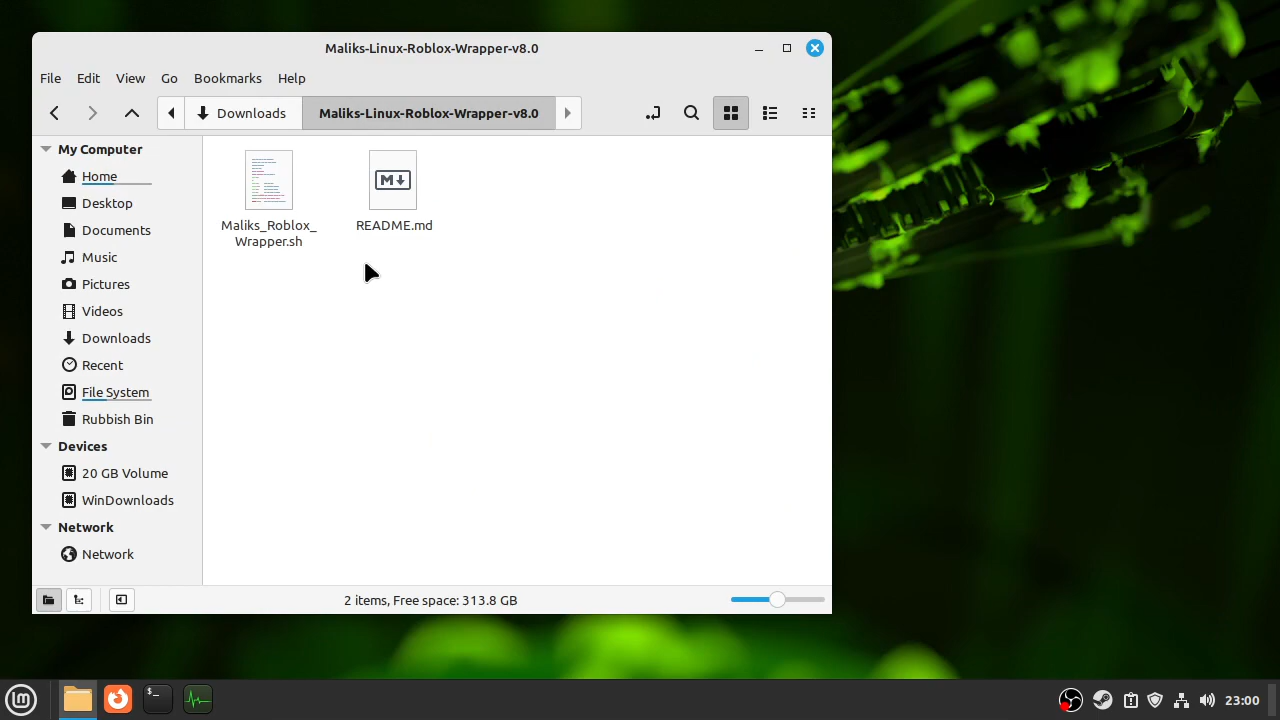 Maliks-Linux-Roblox-Wrapper-v8.0
File Edit View Go Bookmarks Help
Downloads Maliks-Linux-Roblox-Wrapper-v8.0
My Computer
Home
Desktop
Documents
Music
Pictures
Videos
Downloads
Recent
File System
Rubbish Bin
Devices
20 GB Volume
WinDownloads
Network
Network
Maliks_Roblox_
Wrapper.sh
M
README.md
2 items, Free space: 313.8 GB
lm
$_
23:00